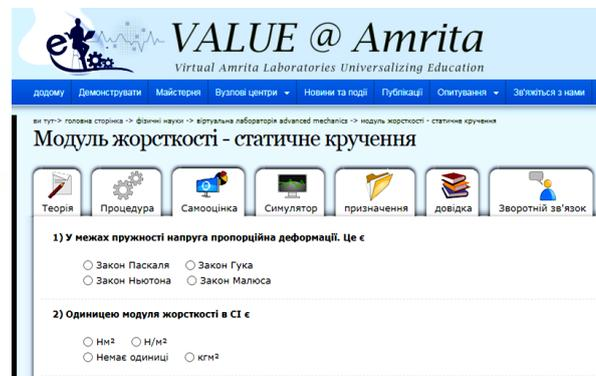 VALUE @ Amrita
Virtual Amrita Laboratories Universalizing Education
додому Демонструвати Майстерня Вузлові центри Новини та події Публікації Опитування Зв'яжіться з нами
ви тут-> головна сторінка -> фізичні науки -> віртуальна лабораторія advanced mechanics -> модуль жорсткості - статичне кручення
Модуль жорсткості - статичне кручення
Теорія Процедура Самооцінка Симулятор призначення довідка Зворотній зв'язок
1) У межах пружності напруга пропорційна деформації. Це є
Закон Паскаля Закон Гука
Закон Ньютона Закон Малюса
2) Одиницею модуля жорсткості в СІ є
Нм² Н/м²
Немає одиниці кгм²